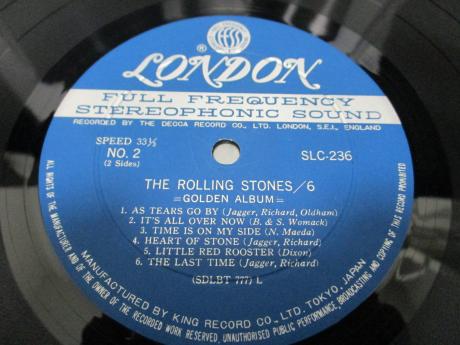 ®
LONDON
FULL FREQUENCY
STEREOPHONIC SOUND
RECORDED BY THE DECCA RECORD CO., LTD. LONDON, S.E.I., ENGLAND
SPEED 33⅓
NO. 2
(2 Sides)
SLC-236
THE ROLLING STONES/6
=GOLDEN ALBUM=
1. AS TEARS GO BY (Jagger, Richard, Oldham)
2. IT'S ALL OVER NOW (B. & S. Womack)
3. TIME IS ON MY SIDE (N. Maeda)
4. HEART OF STONE (Jagger, Richard)
5. LITTLE RED ROOSTER (Dixon)
6. THE LAST TIME (Jagger, Richard)
(SDLBT 777) L
MANUFACTURED BY KING RECORD CO., LTD. TOKYO, JAPAN
ALL RIGHTS OF THE MANUFACTURER AND OF THE OWNER OF THE RECORDED WORK RESERVED. UNAUTHORISED PUBLIC PERFORMANCE, BROADCASTING AND COPYING OF THIS RECORD PROHIBITED